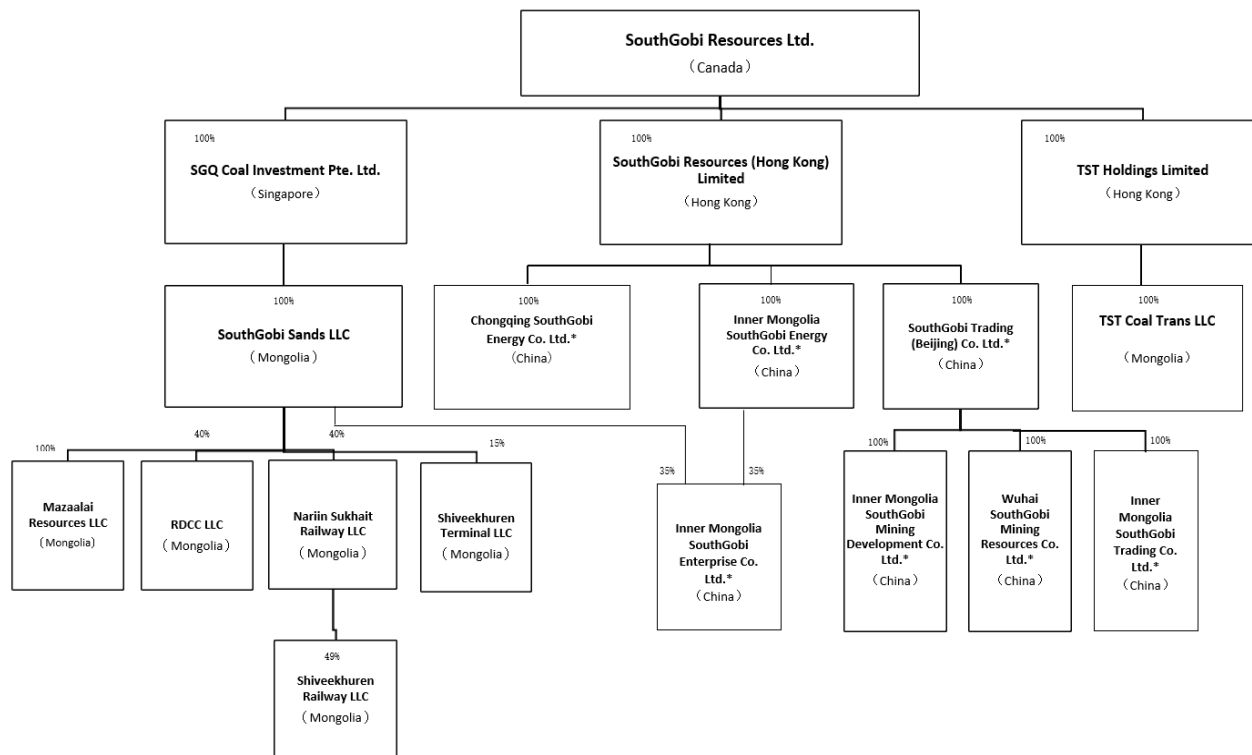 SouthGobi Resources Ltd.
（Canada）
100%
SGQ Coal Investment Pte. Ltd.
（Singapore）
100%
SouthGobi Resources (Hong Kong)
Limited
（Hong Kong）
100%
TST Holdings Limited
（Hong Kong）
100%
SouthGobi Sands LLC
（Mongolia）
100%
Chongqing SouthGobi
Energy Co. Ltd.*
（China）
100%
Inner Mongolia
SouthGobi Energy
Co. Ltd.*
（China）
100%
SouthGobi Trading
(Beijing) Co. Ltd.*
（China）
100%
TST Coal Trans LLC
（Mongolia）
100%
Mazaalai
Resources LLC
（Mongolia）
40%
RDCC LLC
（Mongolia）
40%
Nariin Sukhait
Railway LLC
（Mongolia）
15%
Shiveekhuren
Terminal LLC
（Mongolia）
35%
35%
Inner Mongolia
SouthGobi
Enterprise Co.
Ltd.*
（China）
100%
Inner Mongolia
SouthGobi
Mining
Development Co.
Ltd.*
（China）
100%
Wuhai
SouthGobi
Mining
Resources Co.
Ltd.*
（China）
100%
Inner
Mongolia
SouthGobi
Trading Co.
Ltd.*
（China）
49%
Shiveekhuren
Railway LLC
（Mongolia）